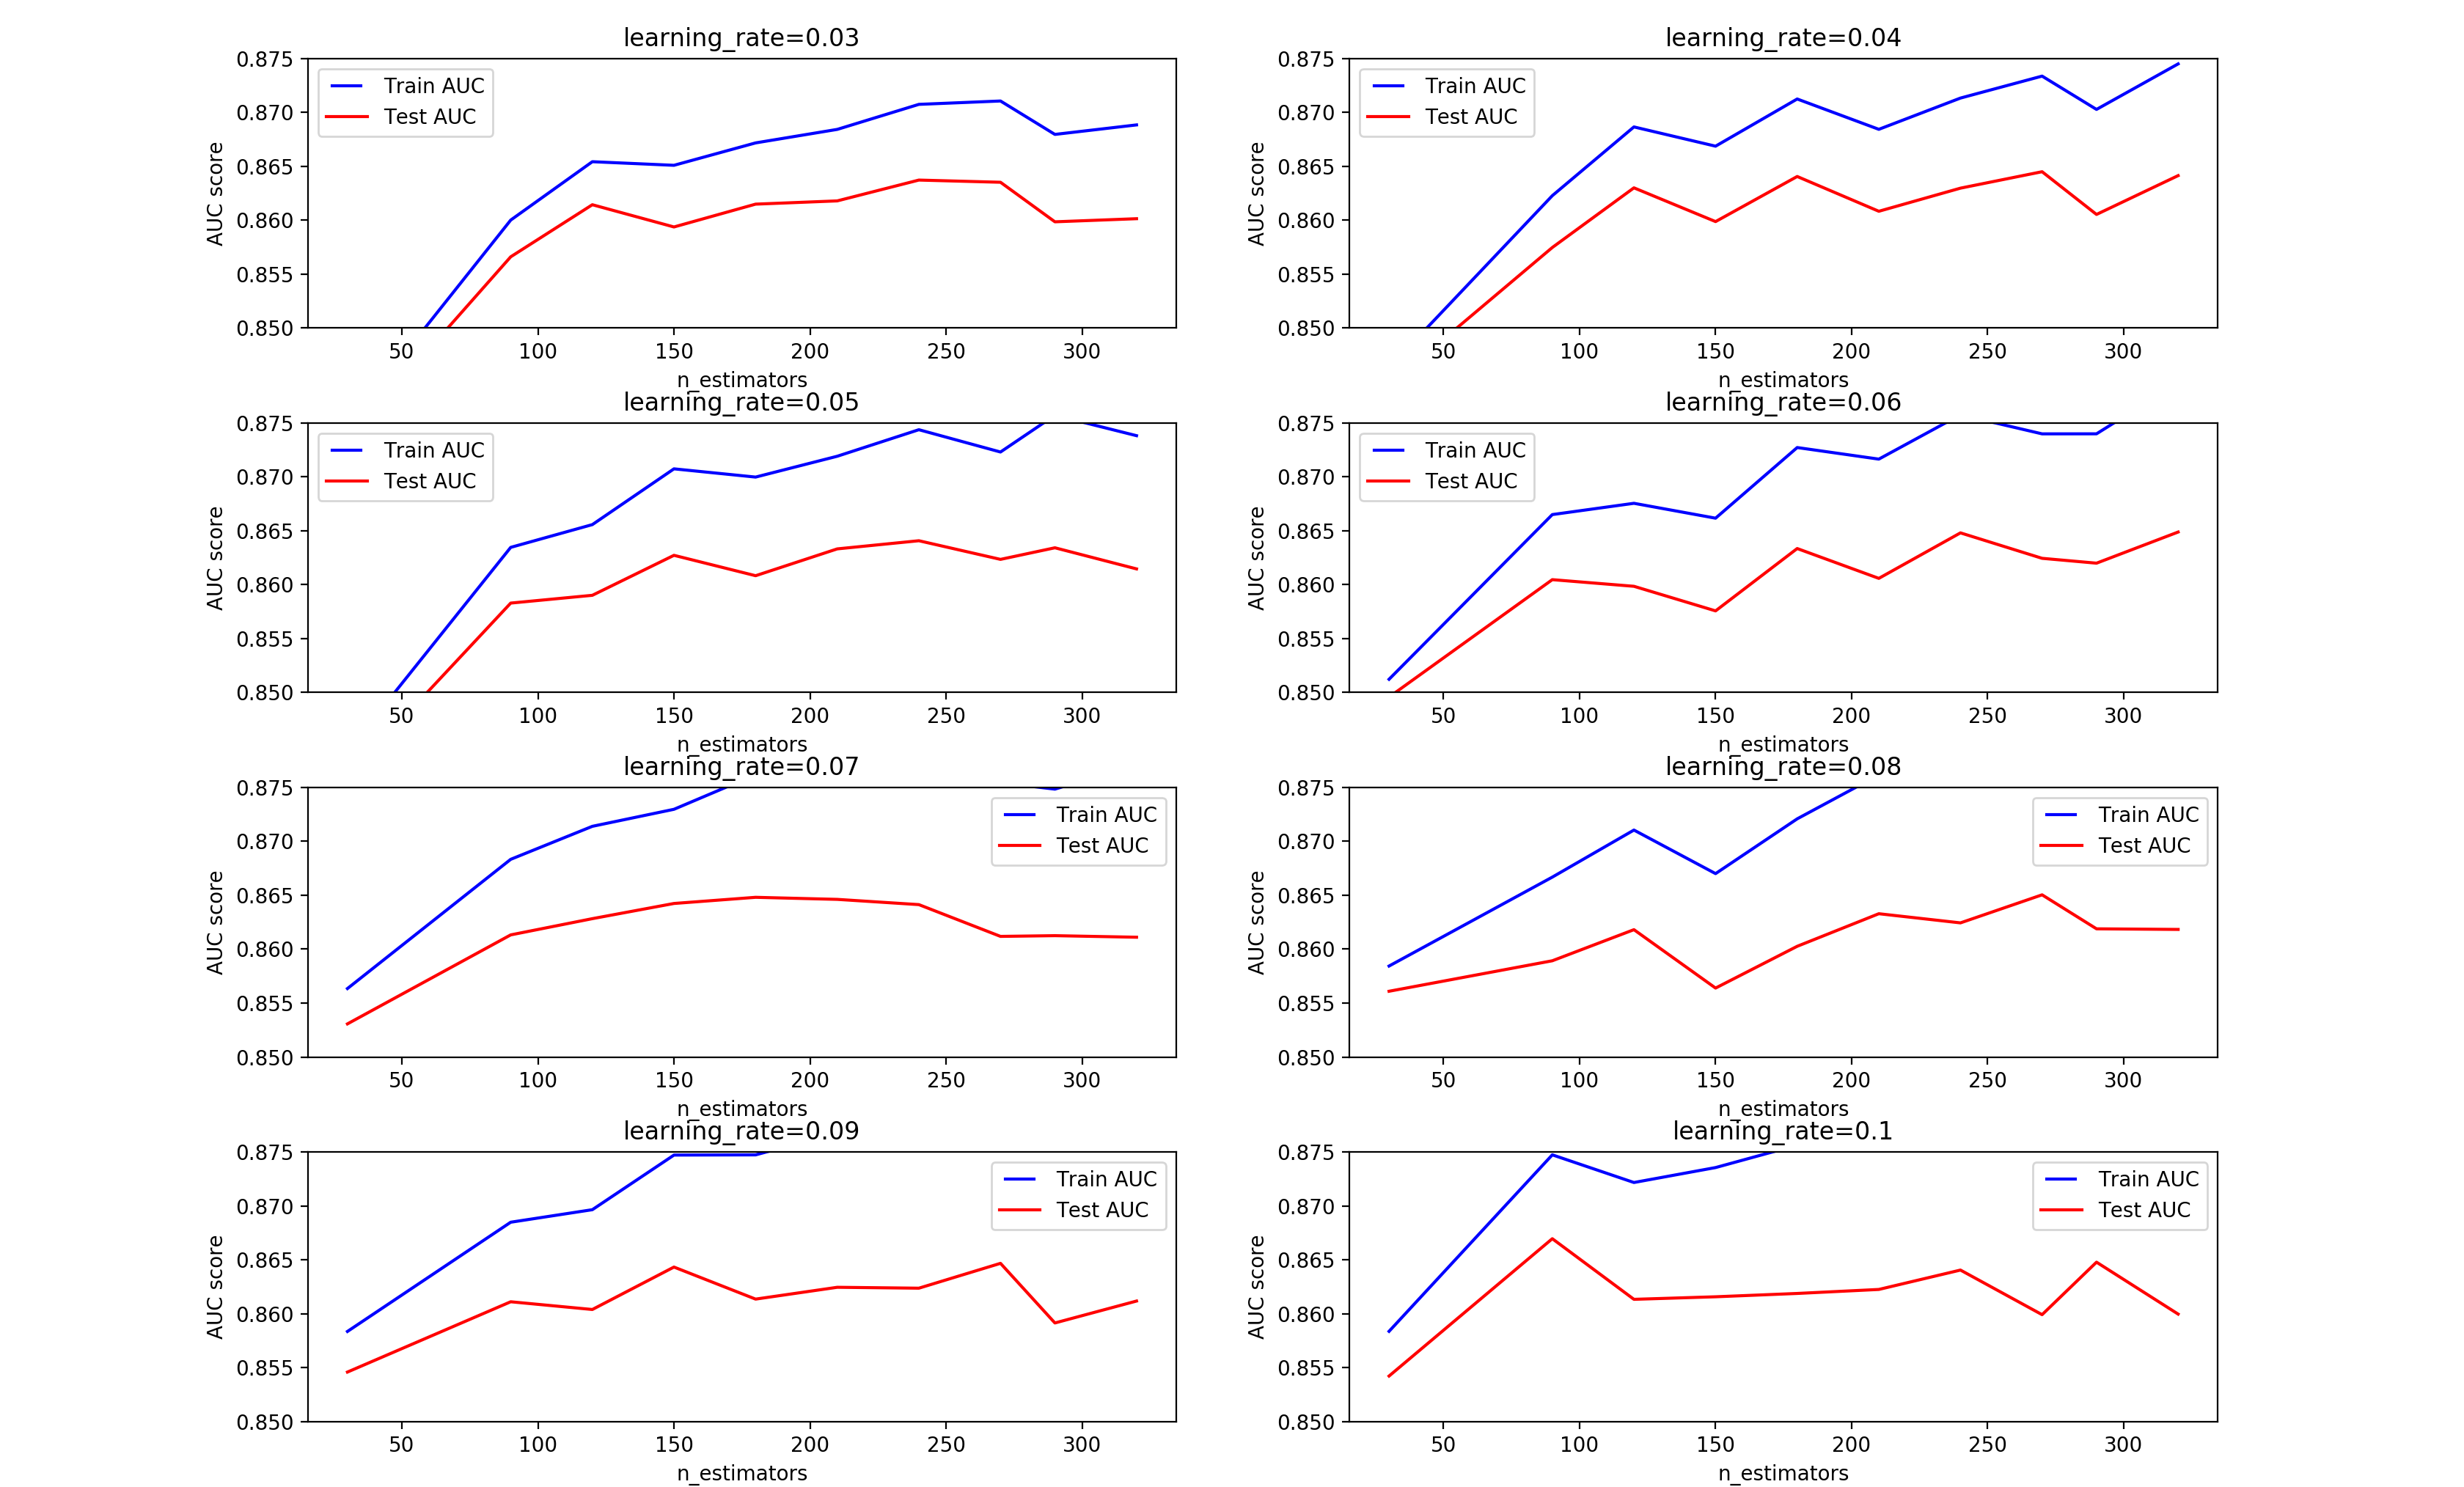 learning_rate=0.03
0.875
0.870
0.865
0.860
0.855
0.850
AUC score
Train AUC
Test AUC
50 100 150 200 250 300
n_estimators
learning_rate=0.04
0.875
0.870
0.865
0.860
0.855
0.850
AUC score
Train AUC
Test AUC
50 100 150 200 250 300
n_estimators
learning_rate=0.05
0.875
0.870
0.865
0.860
0.855
0.850
AUC score
Train AUC
Test AUC
50 100 150 200 250 300
n_estimators
learning_rate=0.06
0.875
0.870
0.865
0.860
0.855
0.850
AUC score
Train AUC
Test AUC
50 100 150 200 250 300
n_estimators
learning_rate=0.07
0.875
0.870
0.865
0.860
0.855
0.850
AUC score
Train AUC
Test AUC
50 100 150 200 250 300
n_estimators
learning_rate=0.08
0.875
0.870
0.865
0.860
0.855
0.850
AUC score
Train AUC
Test AUC
50 100 150 200 250 300
n_estimators
learning_rate=0.09
0.875
0.870
0.865
0.860
0.855
0.850
AUC score
Train AUC
Test AUC
50 100 150 200 250 300
n_estimators
learning_rate=0.1
0.875
0.870
0.865
0.860
0.855
0.850
AUC score
Train AUC
Test AUC
50 100 150 200 250 300
n_estimators